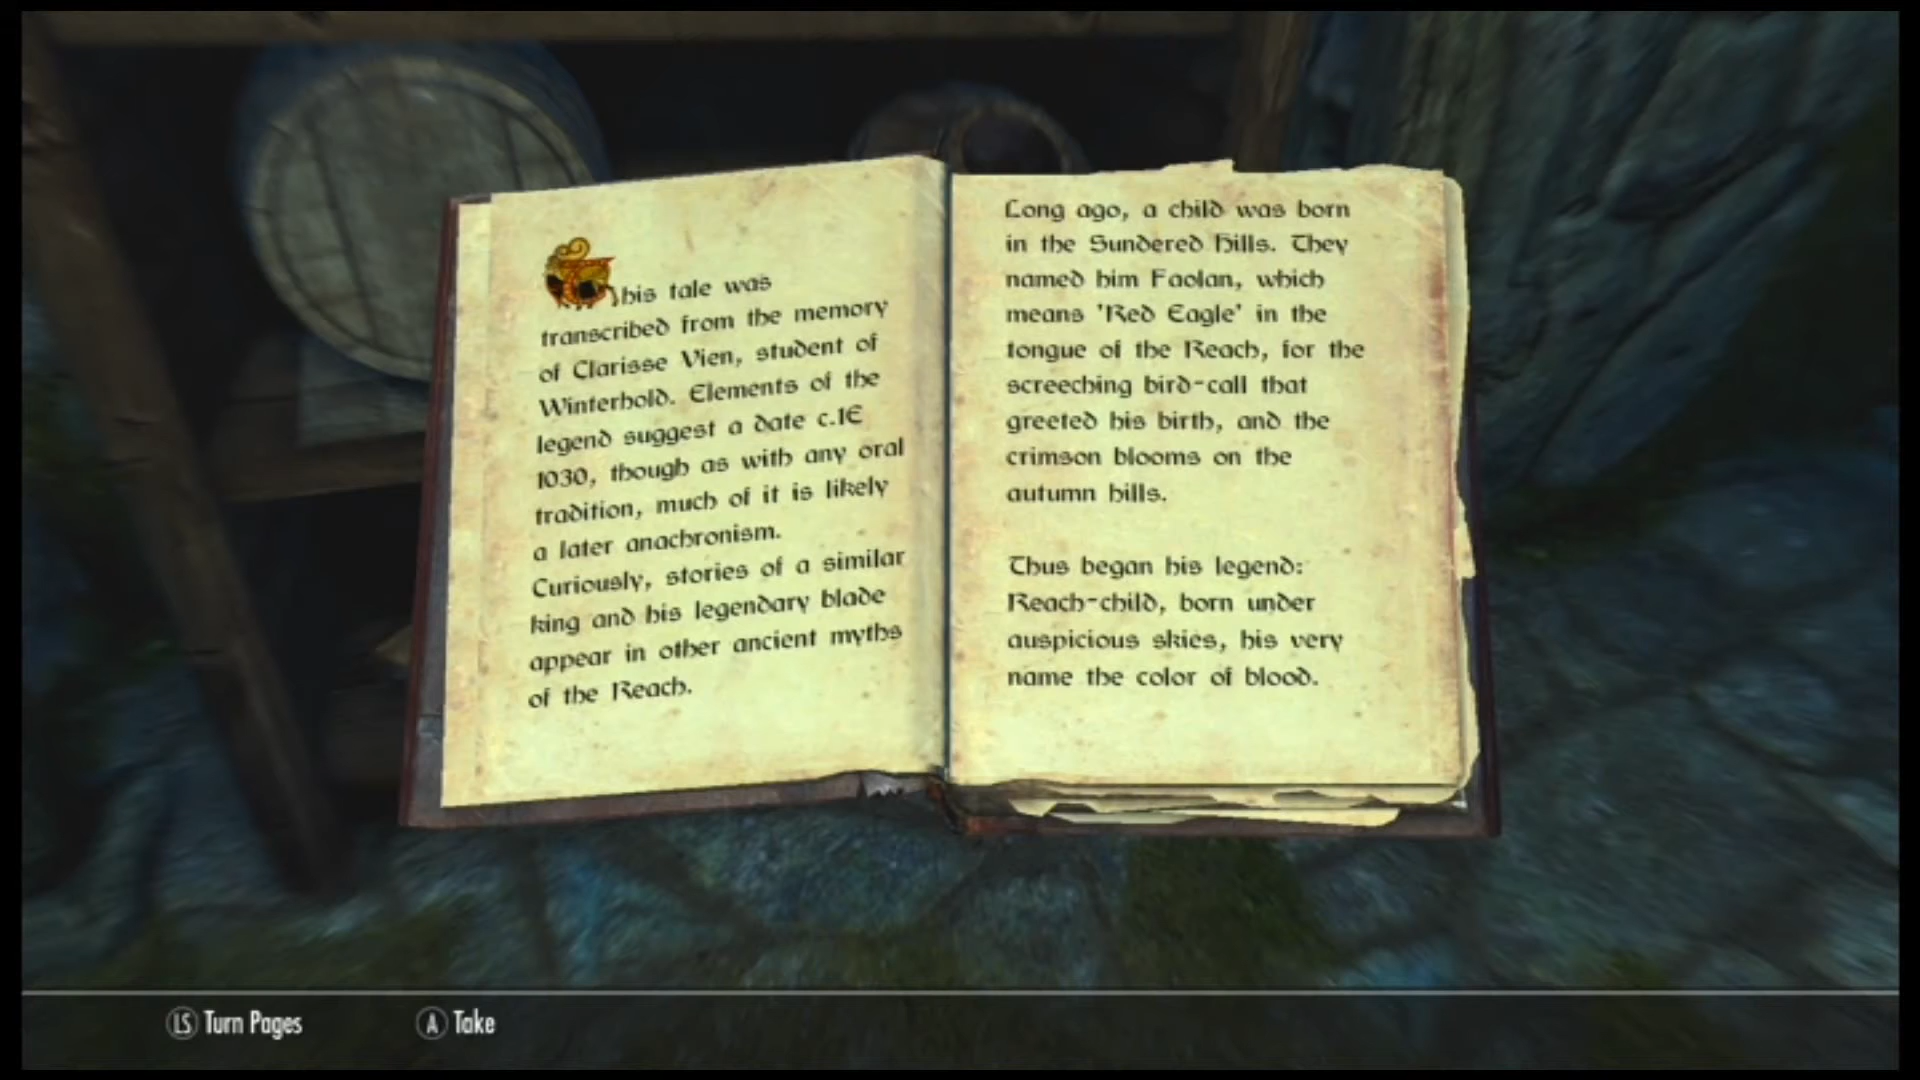 This tale was
transcribed from the memory
of Clarisse Vien, student of
Winterhold. Elements of the
legend suggest a date c.1E
1030, though as with any oral
tradition, much of it is likely
a later anachronism.
Curiously, stories of a similar
king and his legendary blade
appear in other ancient myths
of the Reach.
Long ago, a child was born
in the Sundered Hills. They
named him Faolan, which
means 'Red Eagle' in the
tongue of the Reach, for the
screeching bird-call that
greeted his birth, and the
crimson blooms on the
autumn hills.
Thus began his legend:
Reach-child, born under
auspicious skies, his very
name the color of blood.
LS Turn Pages
A Take